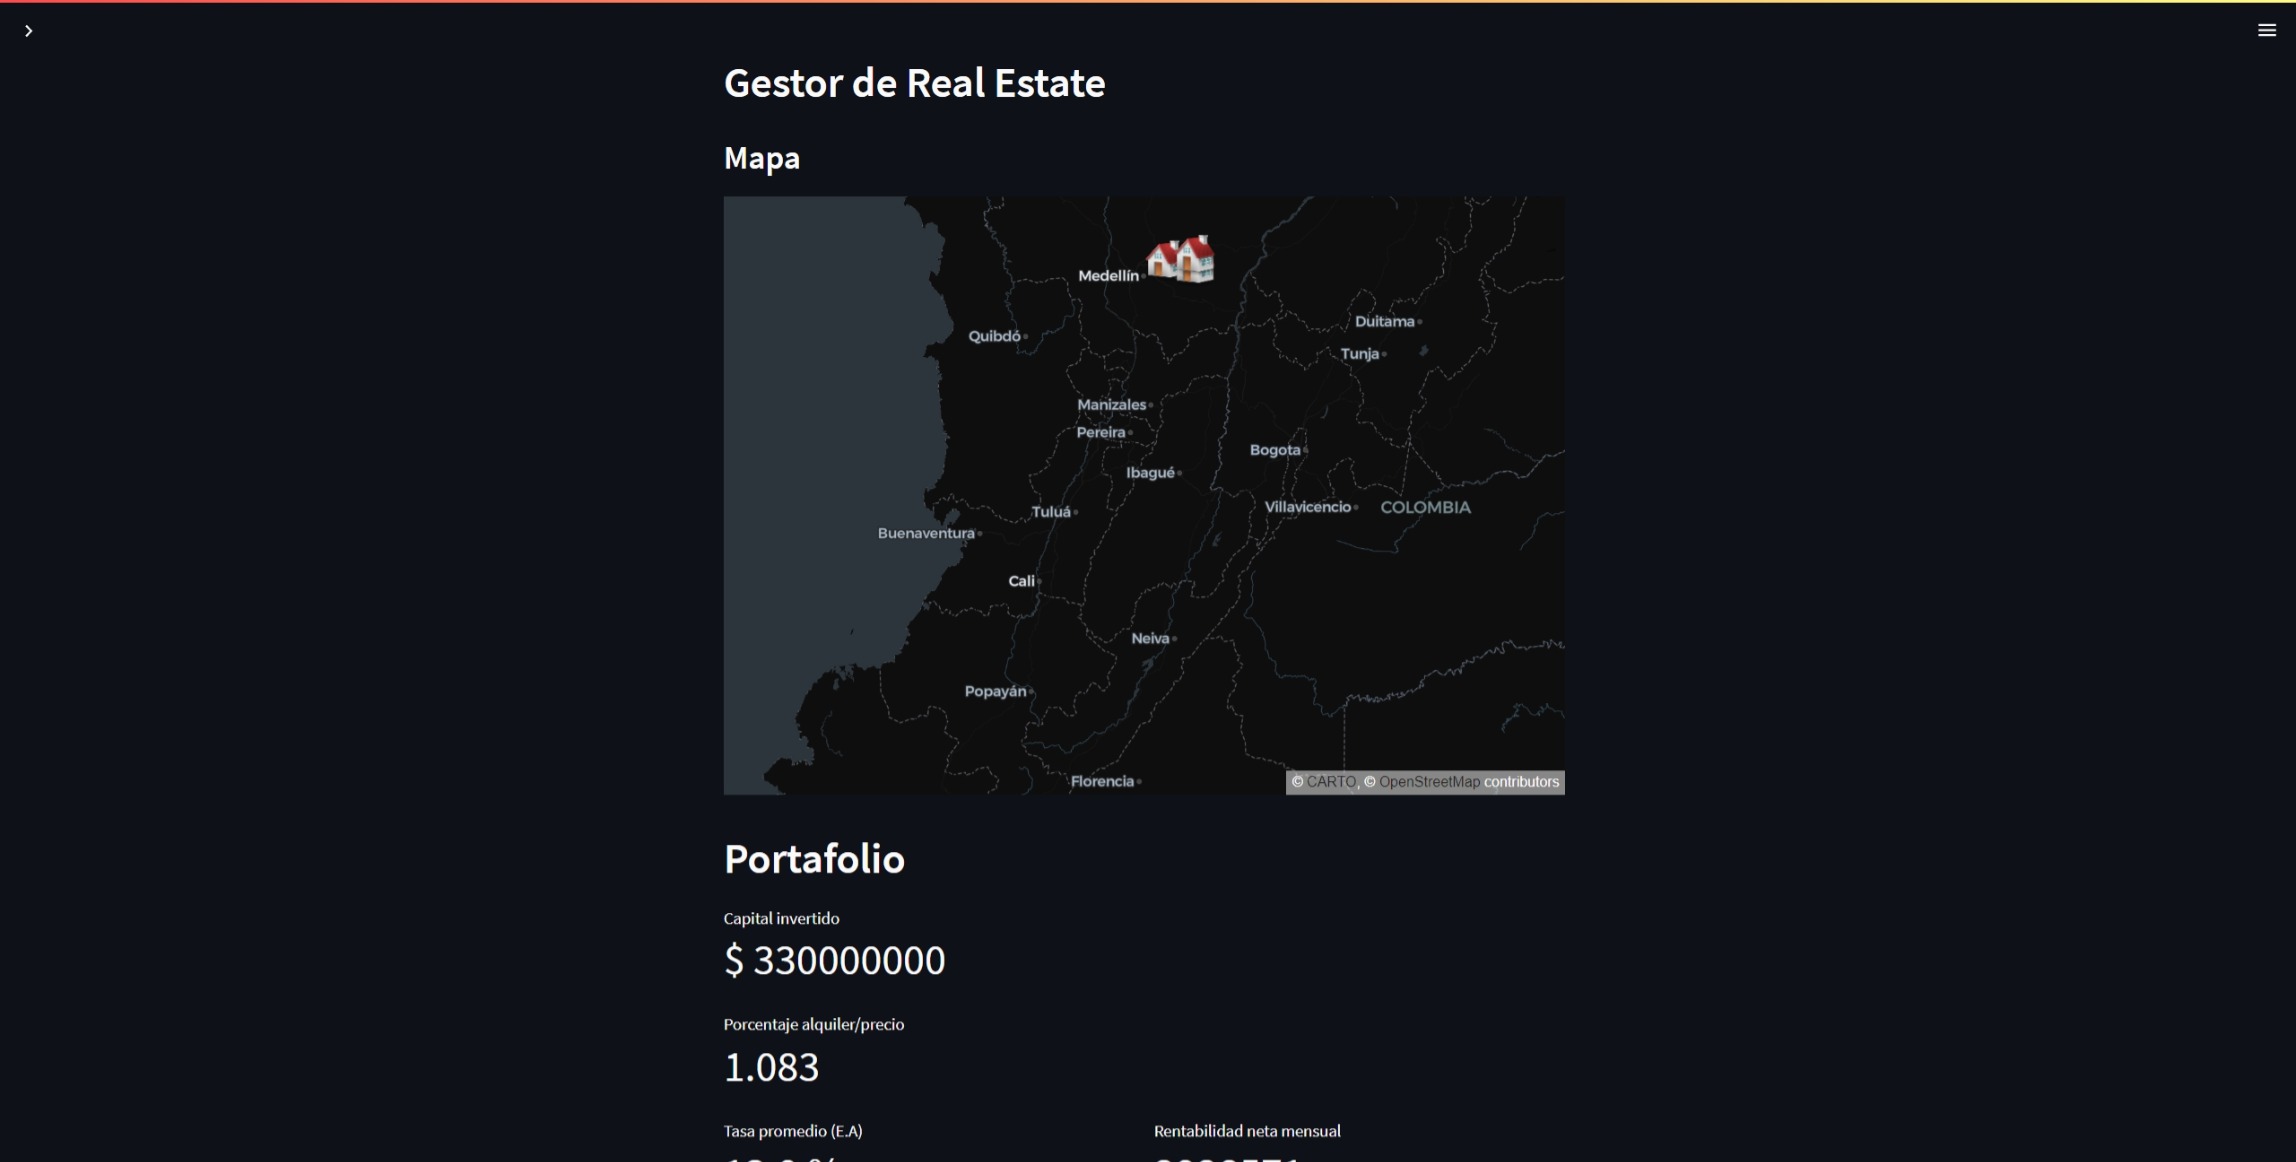 Gestor de Real Estate
Mapa
Medellín
Duitama
Quibdó
Tunja
Manizales
Pereira
Bogota
Ibagué
Villavicencio
COLOMBIA
Tuluá
Buenaventura
Cali
Neiva
Popayán
Florencia
© CARTO, © OpenStreetMap contributors
Portafolio
Capital invertido
$ 330000000
Porcentaje alquiler/precio
1.083
Tasa promedio (E.A)
Rentabilidad neta mensual